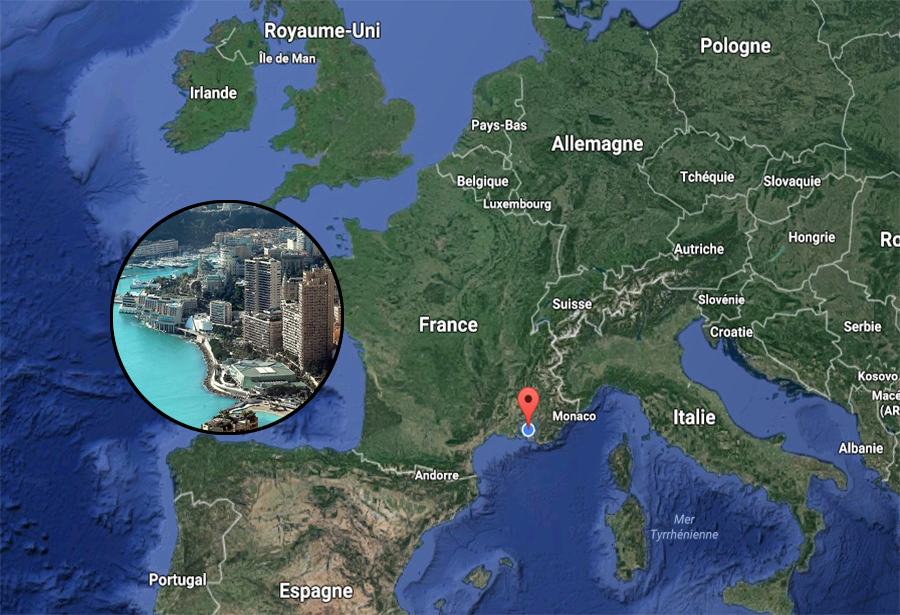 Royaume-Uni
Île de Man
Irlande
Pologne
Pays-Bas
Allemagne
Belgique
Luxembourg
Tchéquie
Slovaquie
Autriche
Hongrie
Ro
Suisse
Slovénie
France
Croatie
Serbie
Kosovo
Monaco
Italie
Macé
(AR
Albanie
Andorre
Mer
Tyrrhénienne
Portugal
Espagne